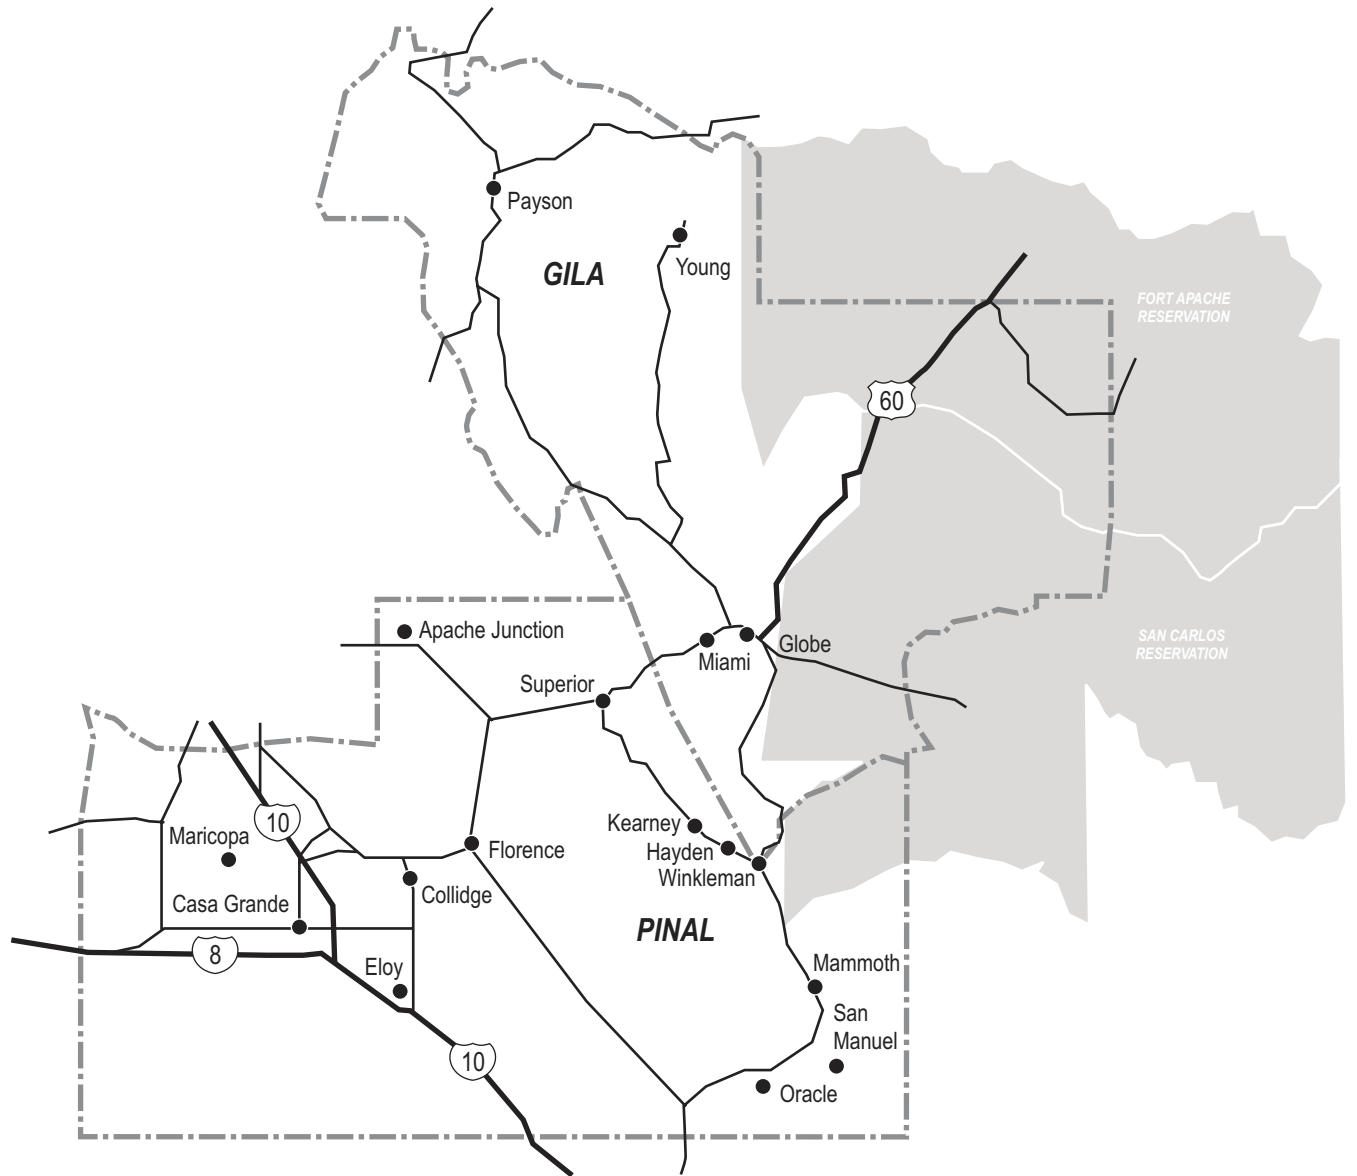 Payson
Young
GILA
FORT APACHE
RESERVATION
60
Apache Junction
Globe
Miami
SAN CARLOS
RESERVATION
Superior
10
Maricopa
Kearney
Hayden
Winkleman
Florence
Collidge
Casa Grande
PINAL
8
Eloy
Mammoth
San
Manuel
10
Oracle